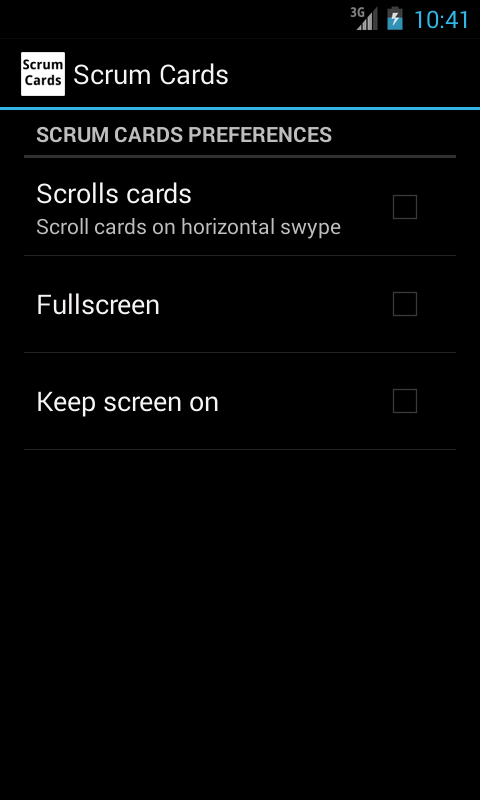 3G 10:41
Scrum
Cards
Scrum Cards
SCRUM CARDS PREFERENCES
Scrolls cards
Scroll cards on horizontal swype
Fullscreen
Keep screen on